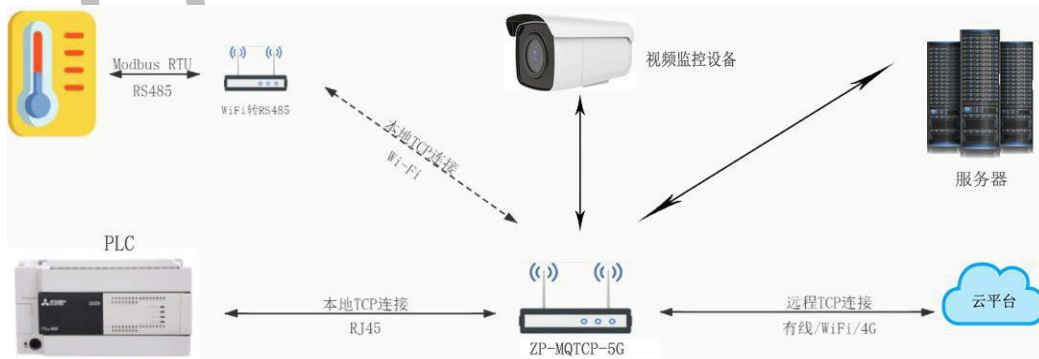 视频监控设备
Modbus RTU
RS485
WiFi转RS485
本地TCP连接
Wi-Fi
服务器
PLC
本地TCP连接
RJ45
ZP-MQTCP-5G
远程TCP连接
有线/WiFi/4G
云平台